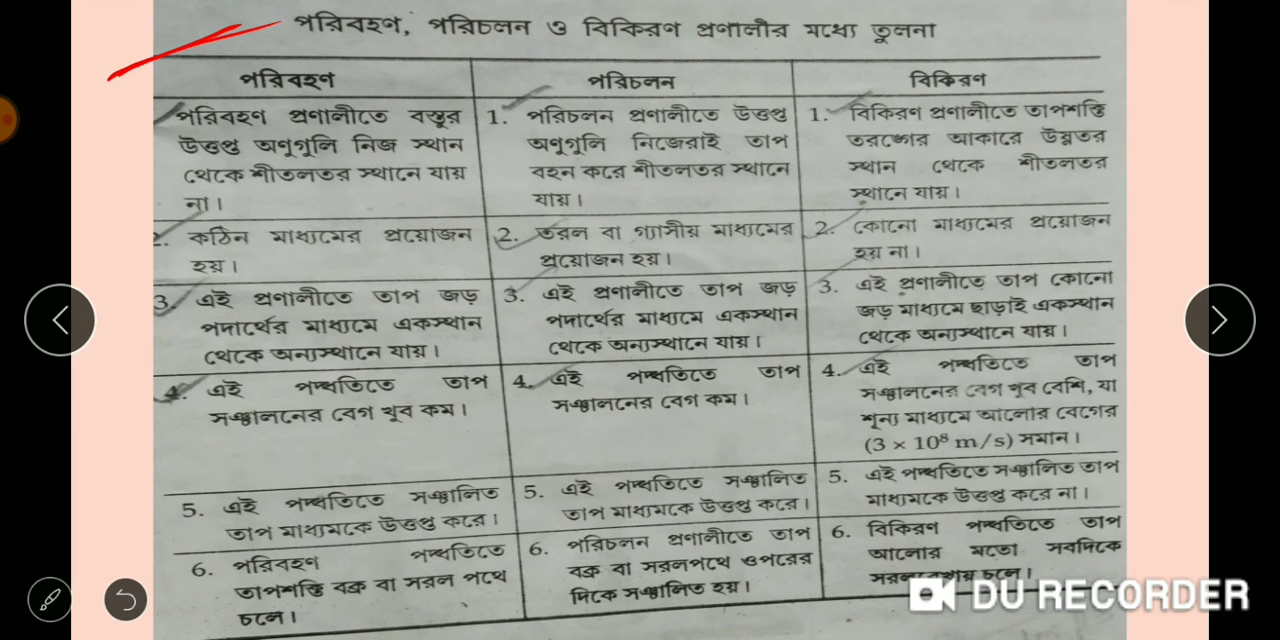 পরিবহণ, পরিচলন ও বিকিরণ প্রণালীর মধ্যে তুলনা
পরিবহণ
পরিবহণ প্রণালীতে বস্তুর
উত্তপ্ত অণুগুলি নিজ স্থান
থেকে শীতলতর স্থানে যায়
না।
2. কঠিন মাধ্যমের প্রয়োজন
হয়।
3. এই প্রণালীতে তাপ জড়
পদার্থের মাধ্যমে একস্থান
থেকে অন্যস্থানে যায়।
4. এই পদ্ধতিতে তাপ
সঞ্চালনের বেগ খুব কম।
5. এই পদ্ধতিতে সঞ্চালিত
তাপ মাধ্যমকে উত্তপ্ত করে।
6. পরিবহণ পদ্ধতিতে
তাপশক্তি বক্র বা সরল পথে
চলে।
পরিচলন
1. পরিচলন প্রণালীতে উত্তপ্ত
অণুগুলি নিজেরাই তাপ
বহন করে শীতলতর স্থানে
যায়।
2. তরল বা গ্যাসীয় মাধ্যমের
প্রয়োজন হয়।
3. এই প্রণালীতে তাপ জড়
পদার্থের মাধ্যমে একস্থান
থেকে অন্যস্থানে যায়।
4. এই পদ্ধতিতে তাপ
সঞ্চালনের বেগ কম।
5. এই পদ্ধতিতে সঞ্চালিত
তাপ মাধ্যমকে উত্তপ্ত করে।
6. পরিচলন প্রণালীতে তাপ
বক্র বা সরলপথে ওপরের
দিকে সঞ্চালিত হয়।
বিকিরণ
1. বিকিরণ প্রণালীতে তাপশক্তি
তরঙ্গের আকারে উষ্ণতর
স্থান থেকে শীতলতর
স্থানে যায়।
2. কোনো মাধ্যমের প্রয়োজন
হয় না।
3. এই প্রণালীতে তাপ কোনো
জড় মাধ্যমে ছাড়াই একস্থান
থেকে অন্যস্থানে যায়।
4. এই পদ্ধতিতে তাপ
সঞ্চালনের বেগ খুব বেশি, যা
শূন্য মাধ্যমে আলোর বেগের
(3 × 10⁸ m/s) সমান।
5. এই পদ্ধতিতে সঞ্চালিত তাপ
মাধ্যমকে উত্তপ্ত করে না।
6. বিকিরণ পদ্ধতিতে তাপ
আলোর মতো সবদিকে
সরলরেখায় চলে।
DU RECORDER